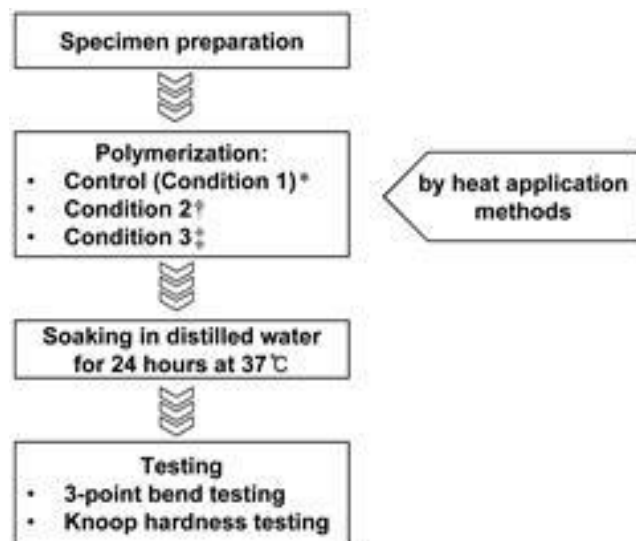 Specimen preparation
Polymerization:
• Control (Condition 1)*
• Condition 2†
• Condition 3‡
by heat application
methods
Soaking in distilled water
for 24 hours at 37℃
Testing
• 3-point bend testing
• Knoop hardness testing